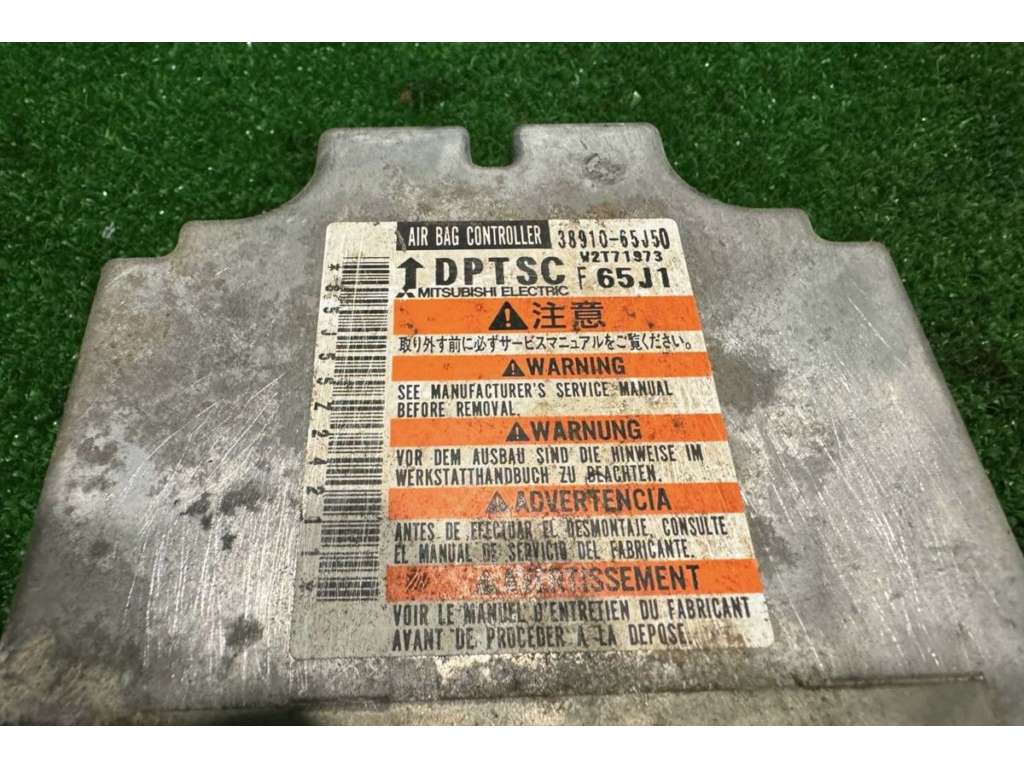 AIR BAG CONTROLLER 38910-65J50
W2T71973
DPTSC F 65J1
MITSUBISHI ELECTRIC
注意
取り外す前に必ずサービスマニュアルをご覧ください。
WARNING
SEE MANUFACTURER'S SERVICE MANUAL
BEFORE REMOVAL.
WARNUNG
VOR DEM AUSBAU SIND DIE HINWEISE IM
WERKSTATTHANDBUCH ZU BEACHTEN.
ADVERTENCIA
ANTES DE EFECTUAR EL DESMONTAJE, CONSULTE
EL MANUAL DE SERVICIO DEL FABRICANTE.
AVERTISSEMENT
VOIR LE MANUEL D'ENTRETIEN DU FABRICANT
AVANT DE PROCEDER A LA DEPOSE.